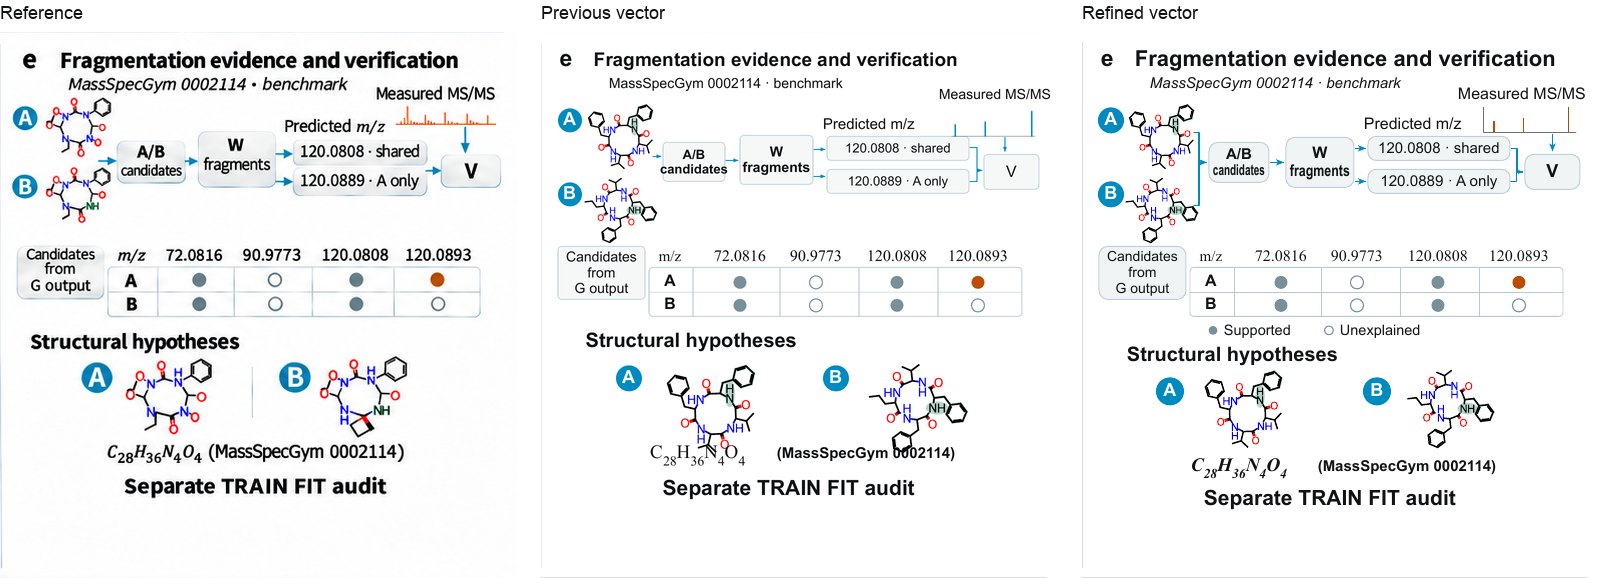 Reference
e Fragmentation evidence and verification
MassSpecGym 0002114 • benchmark
Measured MS/MS
A
Predicted m/z
A/B
candidates
W
fragments
120.0808 · shared
120.0889 · A only
V
B
Candidates
from
G output
m/z 72.0816 90.9773 120.0808 120.0893
A
B
Structural hypotheses
A
B
C28H36N4O4 (MassSpecGym 0002114)
Separate TRAIN FIT audit
Previous vector
e Fragmentation evidence and verification
MassSpecGym 0002114 · benchmark
Measured MS/MS
A
Predicted m/z
A/B
candidates
W
fragments
120.0808 · shared
120.0889 · A only
V
B
Candidates
from
G output
m/z 72.0816 90.9773 120.0808 120.0893
A
B
Structural hypotheses
A
B
C28H36N4O4 (MassSpecGym 0002114)
Separate TRAIN FIT audit
Refined vector
e Fragmentation evidence and verification
MassSpecGym 0002114 · benchmark
Measured MS/MS
A
Predicted m/z
A/B
candidates
W
fragments
120.0808 · shared
120.0889 · A only
V
B
Candidates
from
G output
m/z 72.0816 90.9773 120.0808 120.0893
A
B
Supported Unexplained
Structural hypotheses
A
B
C28H36N4O4 (MassSpecGym 0002114)
Separate TRAIN FIT audit